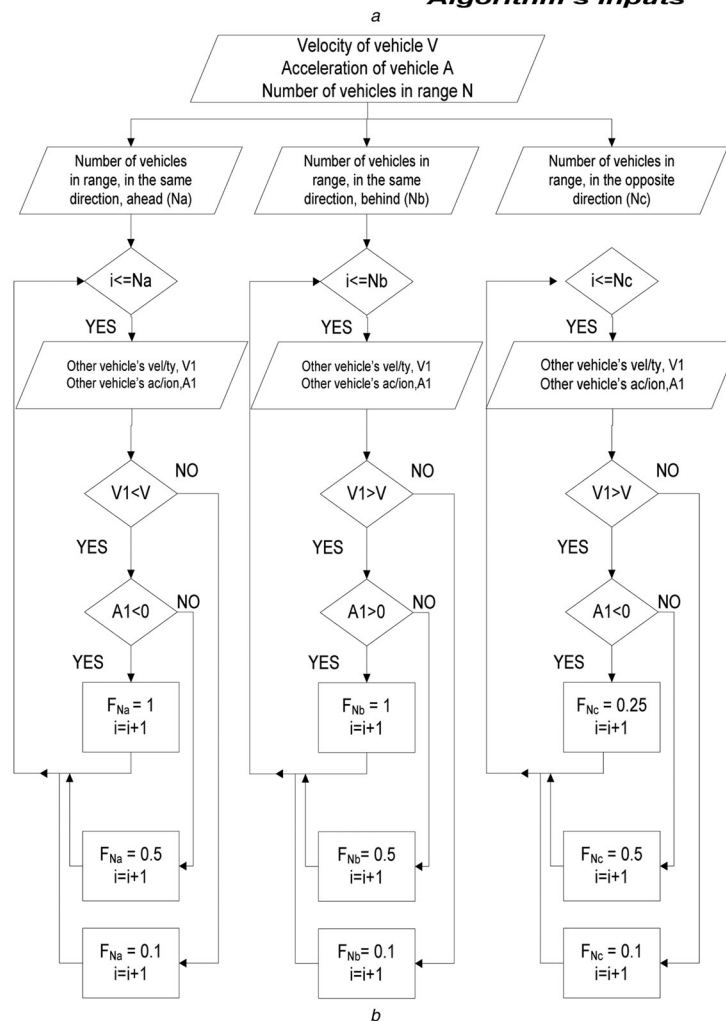 Algorithm's Inputs
a
Velocity of vehicle V
Acceleration of vehicle A
Number of vehicles in range N
Number of vehicles
in range, in the same
direction, ahead (Na)
Number of vehicles in
range, in the same
direction, behind (Nb)
Number of vehicles in
range, in the opposite
direction (Nc)
i<=Na
i<=Nb
i<=Nc
YES
YES
YES
Other vehicle's vel/ty, V1
Other vehicle's ac/ion,A1
Other vehicle's vel/ty, V1
Other vehicle's ac/ion,A1
Other vehicle's vel/ty, V1
Other vehicle's ac/ion,A1
NO
NO
NO
V1<V
V1>V
V1>V
YES
YES
YES
A1<0
NO
A1>0
NO
A1<0
NO
YES
YES
YES
FNa = 1
i=i+1
FNb = 1
i=i+1
FNc = 0.25
i=i+1
FNa = 0.5
i=i+1
FNb = 0.5
i=i+1
FNc = 0.5
i=i+1
FNa = 0.1
i=i+1
FNb = 0.1
i=i+1
FNc = 0.1
i=i+1
b